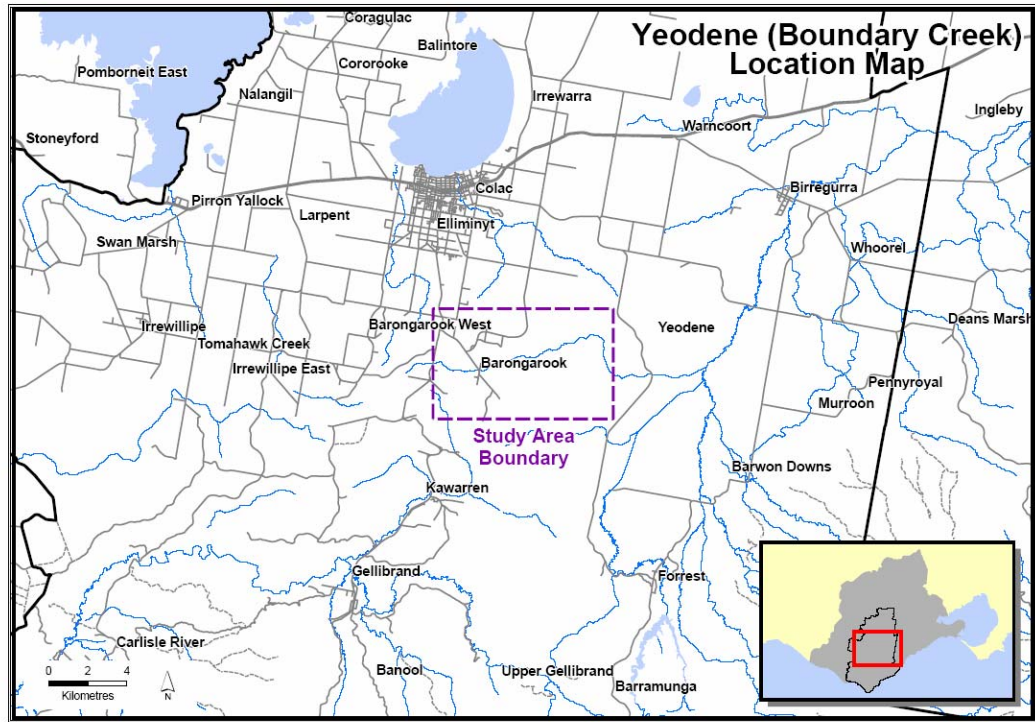 Yeodene (Boundary Creek)
Location Map
Coragulac
Balintore
Pomborneit East
Cororooke
Nalangil
Irrewarra
Ingleby
Warncoort
Stoneyford
Colac
Birregurra
Pirron Yallock
Larpent
Elliminyt
Swan Marsh
Whoorel
Irrewillipe
Barongarook West
Yeodene
Deans Marsh
Tomahawk Creek
Irrewillipe East
Barongarook
Pennyroyal
Murroon
Study Area
Boundary
Barwon Downs
Kawarren
Gellibrand
Forrest
Carlisle River
Banool
Upper Gellibrand
Barramunga
0 2 4
Kilometres
N